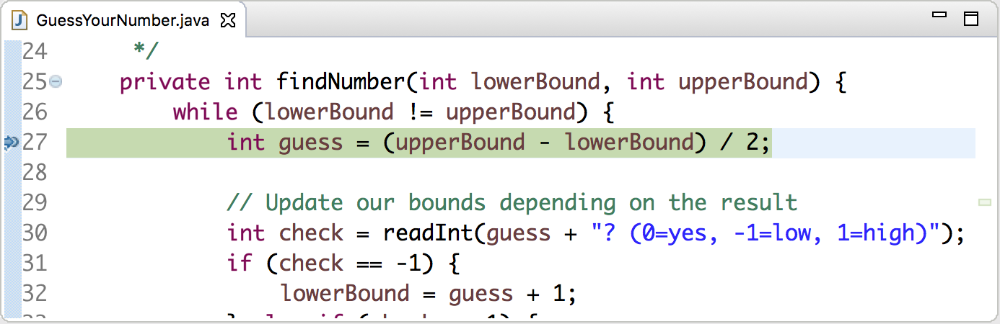 GuessYourNumber.java
24 */
25 private int findNumber(int lowerBound, int upperBound) {
26 while (lowerBound != upperBound) {
27 int guess = (upperBound - lowerBound) / 2;
28
29 // Update our bounds depending on the result
30 int check = readInt(guess + "? (0=yes, -1=low, 1=high)");
31 if (check == -1) {
32 lowerBound = guess + 1;